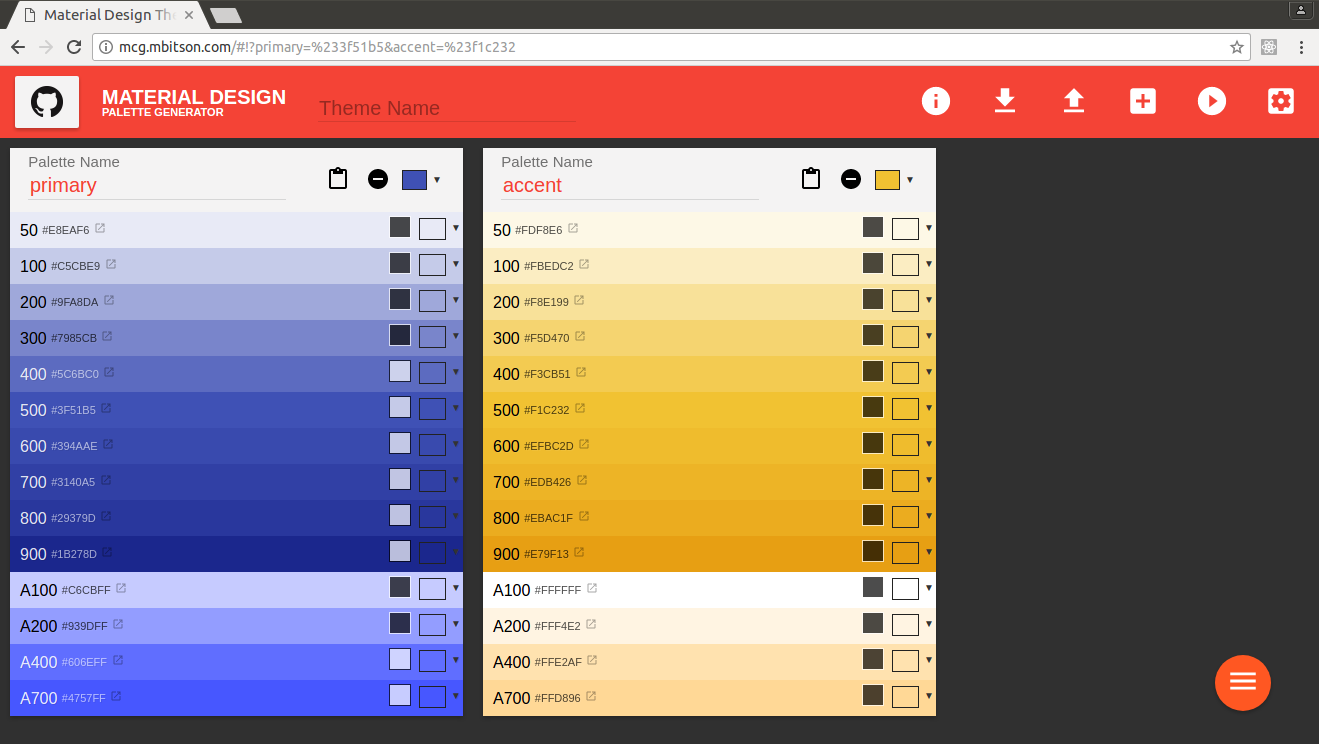 Material Design The
mcg.mbitson.com/#!?primary=%233f51b5&accent=%23f1c232
MATERIAL DESIGN
PALETTE GENERATOR
Theme Name
Palette Name
primary
50 #E8EAF6
100 #C5CBE9
200 #9FA8DA
300 #7985CB
400 #5C6BC0
500 #3F51B5
600 #394AAE
700 #3140A5
800 #29379D
900 #1B278D
A100 #C6CBFF
A200 #939DFF
A400 #606EFF
A700 #4757FF
Palette Name
accent
50 #FDF8E6
100 #FBEDC2
200 #F8E199
300 #F5D470
400 #F3CB51
500 #F1C232
600 #EFBC2D
700 #EDB426
800 #EBAC1F
900 #E79F13
A100 #FFFFFF
A200 #FFF4E2
A400 #FFE2AF
A700 #FFD896